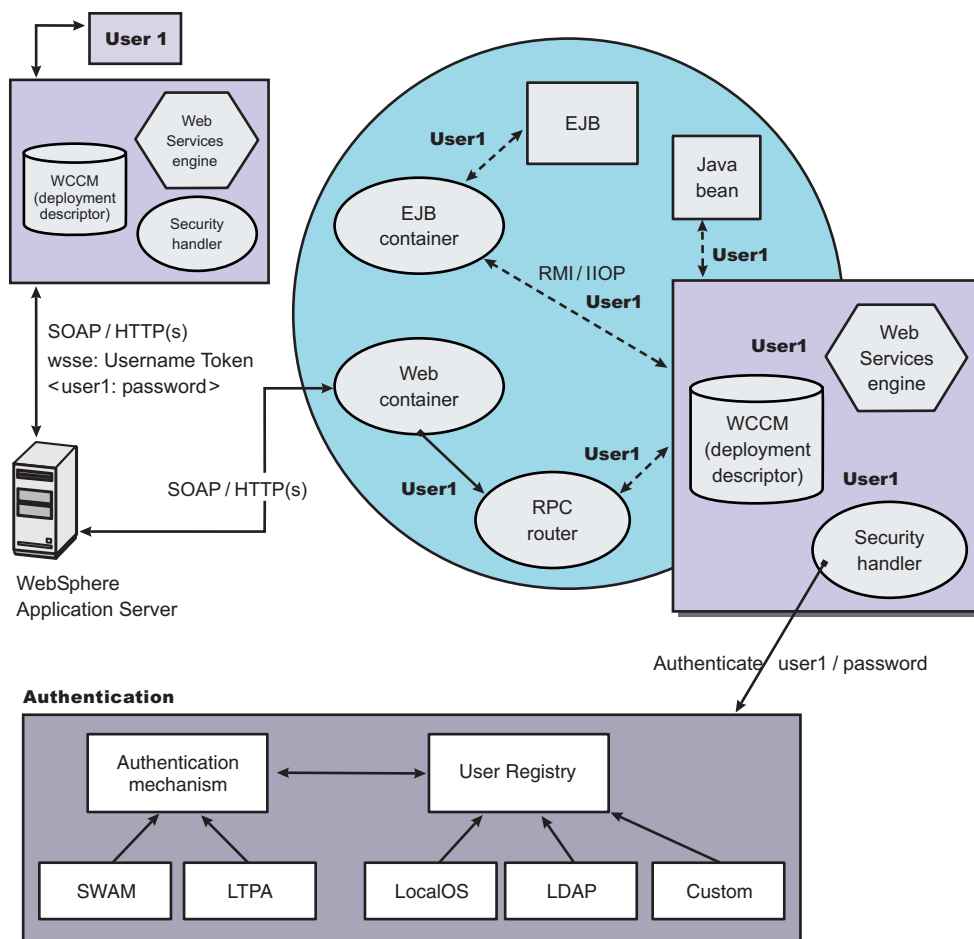 User 1
Web
Services
engine
WCCM
(deployment
descriptor)
Security
handler
SOAP / HTTP(s)
wsse: Username Token
<user1: password>
WebSphere
Application Server
SOAP / HTTP(s)
EJB
User1
EJB
container
Java
bean
User1
RMI / IIOP
User1
Web
container
User1
RPC
router
User1
User1
Web
Services
engine
WCCM
(deployment
descriptor)
User1
Security
handler
Authenticate user1 / password
Authentication
Authentication
mechanism
User Registry
SWAM
LTPA
LocalOS
LDAP
Custom